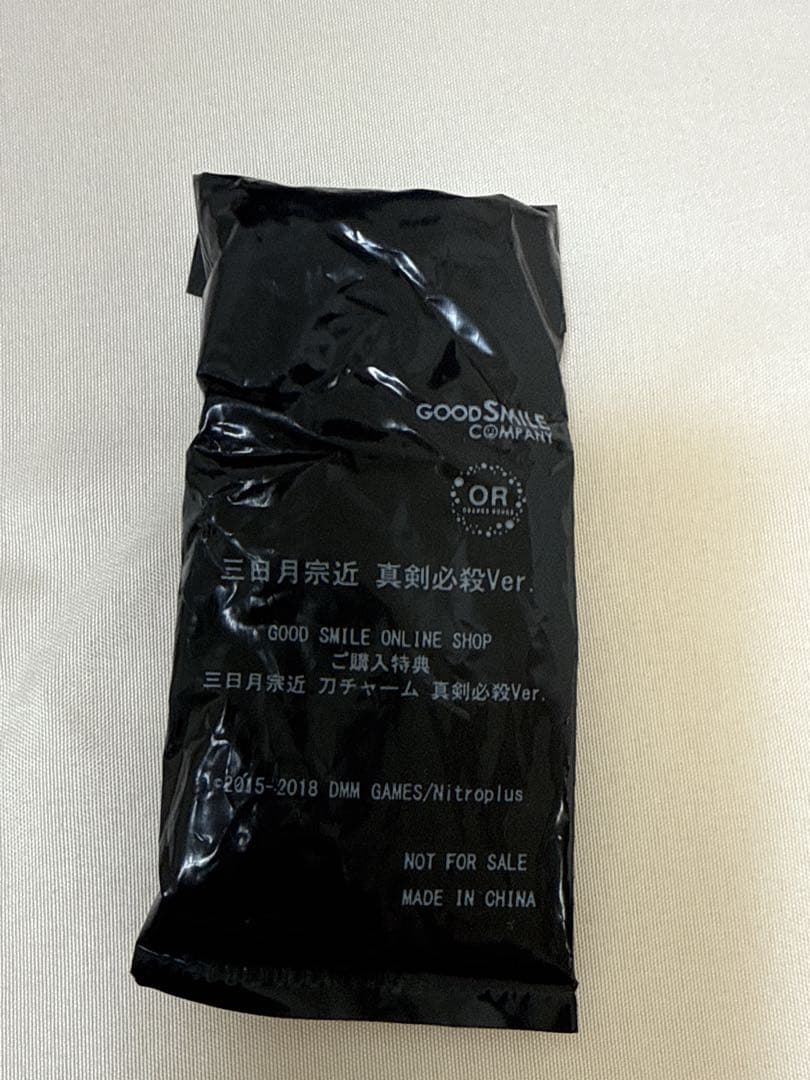 GOOD SMILE
COMPANY
OR
ORANGE ROUGE
三日月宗近 真剣必殺Ver.
GOOD SMILE ONLINE SHOP
ご購入特典
三日月宗近 刀チャーム 真剣必殺Ver.
©2015-2018 DMM GAMES/Nitroplus
NOT FOR SALE
MADE IN CHINA